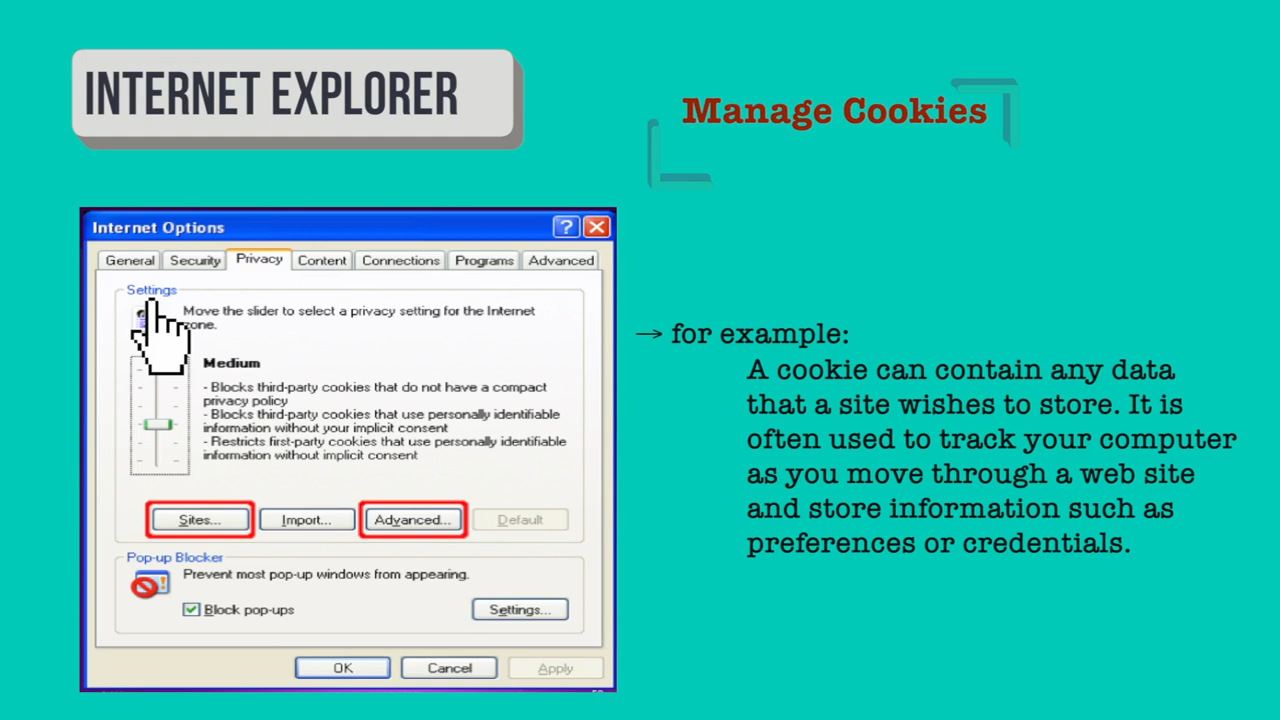 INTERNET EXPLORER
Manage Cookies
Internet Options
General Security Privacy Content Connections Programs Advanced
Settings
Move the slider to select a privacy setting for the Internet
zone.
Medium
- Blocks third-party cookies that do not have a compact
privacy policy
- Blocks third-party cookies that use personally identifiable
information without your implicit consent
- Restricts first-party cookies that use personally identifiable
information without implicit consent
Sites... Import... Advanced... Default
Pop-up Blocker
Prevent most pop-up windows from appearing.
Block pop-ups
Settings...
OK Cancel Apply
→ for example:
A cookie can contain any data
that a site wishes to store. It is
often used to track your computer
as you move through a web site
and store information such as
preferences or credentials.